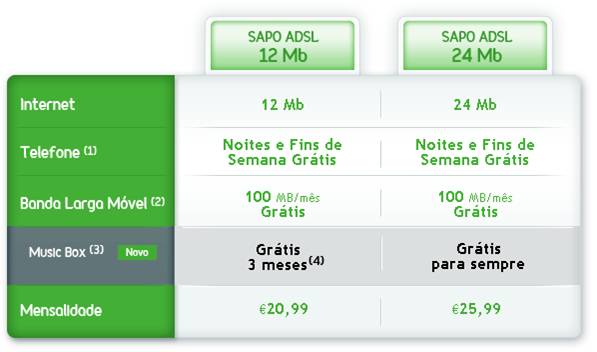 SAPO ADSL
12 Mb
SAPO ADSL
24 Mb
Internet
12 Mb
24 Mb
Telefone (1)
Noites e Fins de
Semana Grátis
Noites e Fins de
Semana Grátis
Banda Larga Móvel (2)
100 MB/mês
Grátis
100 MB/mês
Grátis
Music Box (3) Novo
Grátis
3 meses(4)
Grátis
para sempre
Mensalidade
€20,99
€25,99